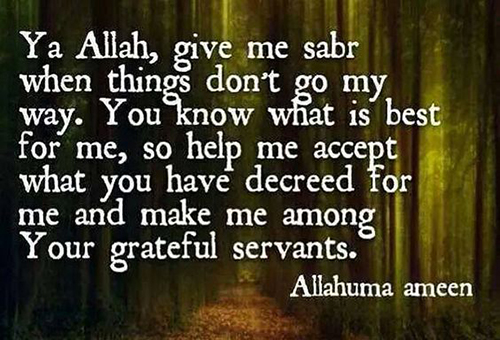 Ya Allah, give me sabr
when things don't go my
way. You know what is best
for me, so help me accept
what you have decreed for
me and make me among
Your grateful servants.
Allahuma ameen